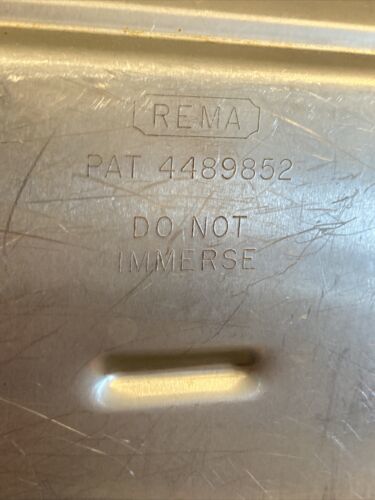 REMA
PAT 4489852
DO NOT
IMMERSE